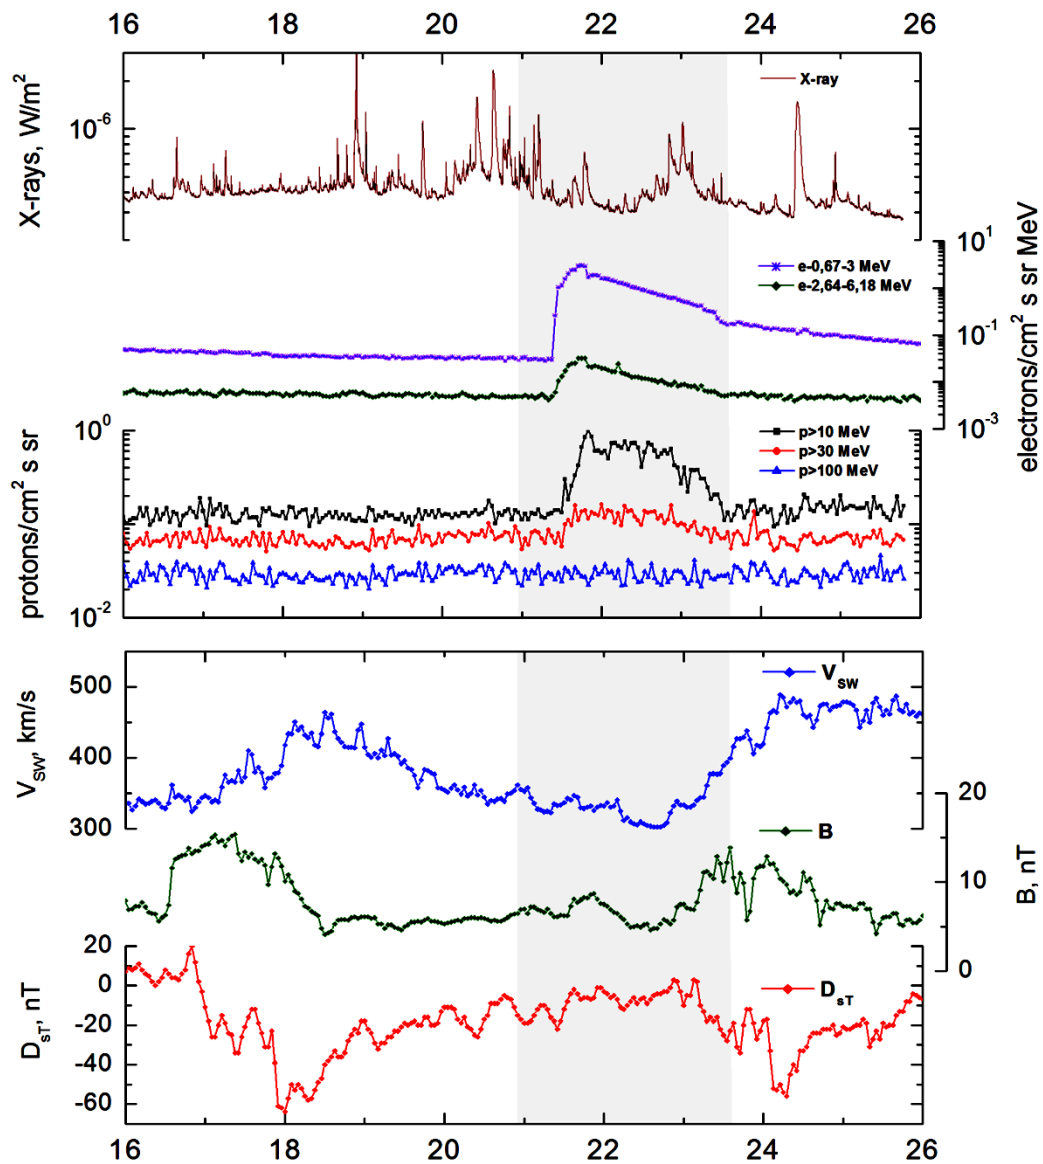 16 18 20 22 24 26
X-rays, W/m²
10⁻⁶
X-ray
electrons/cm² s sr MeV
10¹
10⁻¹
10⁻³
e-0,67-3 MeV
e-2,64-6,18 MeV
protons/cm² s sr
10⁰
10⁻²
p>10 MeV
p>30 MeV
p>100 MeV
V_SW, km/s
500
400
300
V_SW
B, nT
20
10
0
B
D_sT, nT
20
0
-20
-40
-60
D_sT
16 18 20 22 24 26